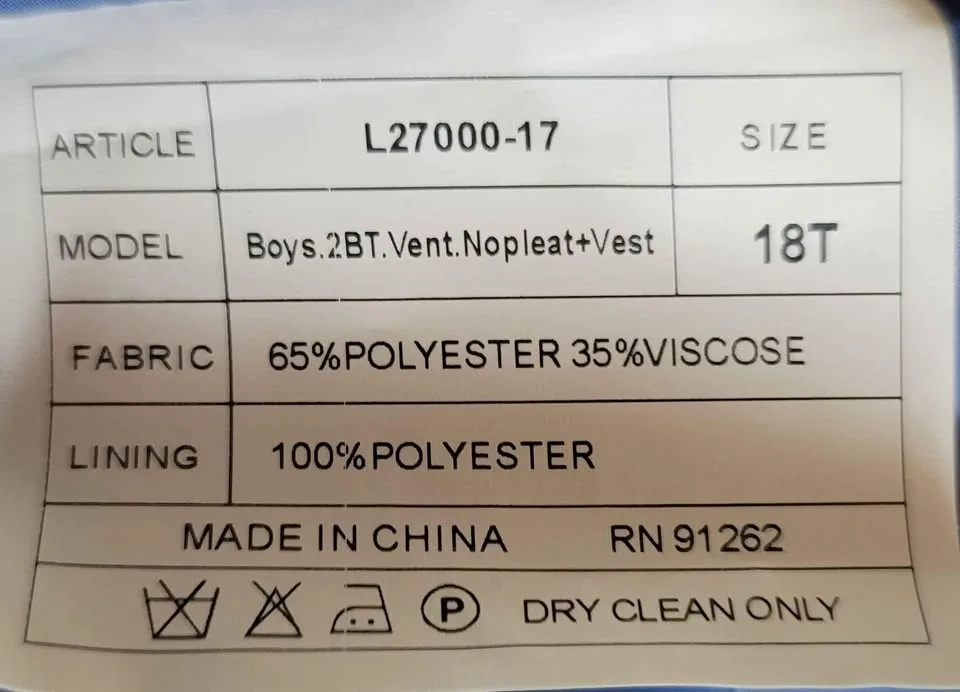 ARTICLE L27000-17 SIZE
MODEL Boys.2BT.Vent.Nopleat+Vest 18T
FABRIC 65%POLYESTER 35%VISCOSE
LINING 100%POLYESTER
MADE IN CHINA RN 91262
P DRY CLEAN ONLY